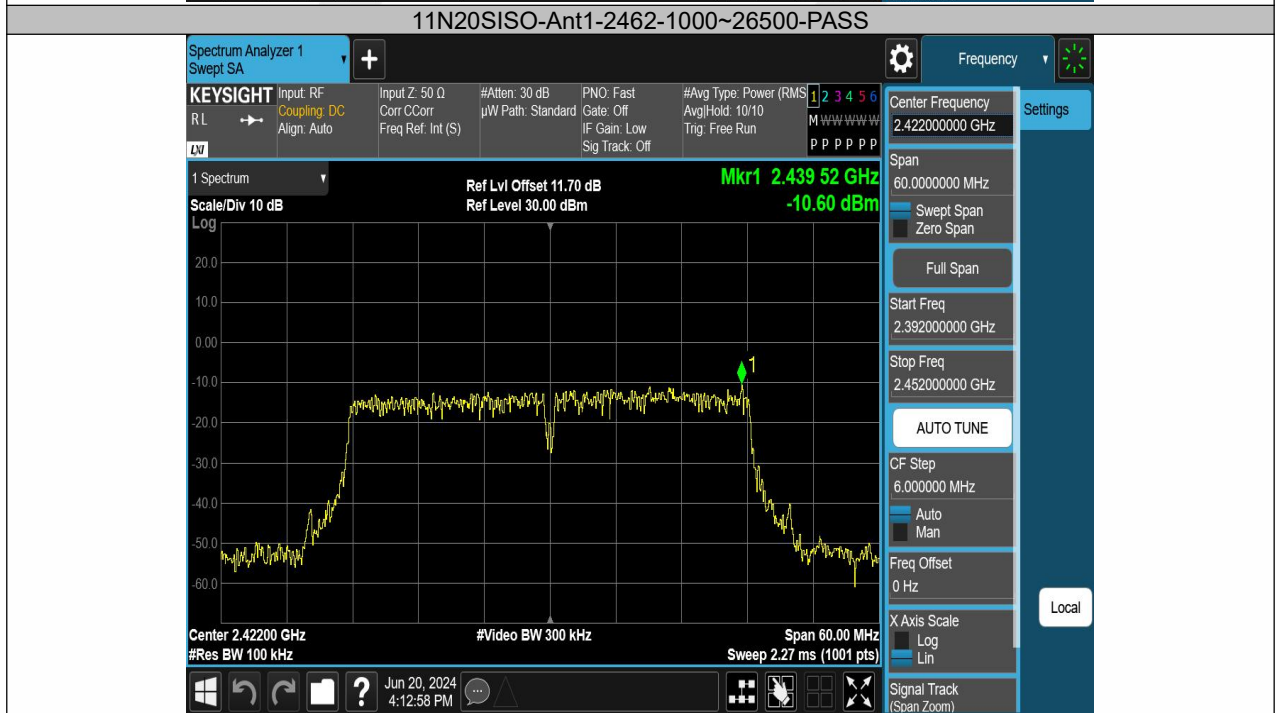 11N20SISO-Ant1-2462-1000~26500-PASS
Spectrum Analyzer 1
Swept SA
+
Frequency
KEYSIGHT
RL
LXI
Input: RF
Coupling: DC
Align: Auto
Input Z: 50 Ω
Corr CCorr
Freq Ref: Int (S)
#Atten: 30 dB
µW Path: Standard
PNO: Fast
Gate: Off
IF Gain: Low
Sig Track: Off
#Avg Type: Power (RMS
Avg|Hold: 10/10
Trig: Free Run
1 2 3 4 5 6
M W W W W W
P P P P P P
1 Spectrum
Scale/Div 10 dB
Log
Ref Lvl Offset 11.70 dB
Ref Level 30.00 dBm
Mkr1 2.439 52 GHz
-10.60 dBm
20.0
10.0
0.00
-10.0
-20.0
-30.0
-40.0
-50.0
-60.0
1
Center 2.42200 GHz
#Res BW 100 kHz
#Video BW 300 kHz
Span 60.00 MHz
Sweep 2.27 ms (1001 pts)
Center Frequency
2.422000000 GHz
Span
60.0000000 MHz
Swept Span
Zero Span
Full Span
Start Freq
2.392000000 GHz
Stop Freq
2.452000000 GHz
AUTO TUNE
CF Step
6.000000 MHz
Auto
Man
Freq Offset
0 Hz
X Axis Scale
Log
Lin
Signal Track
(Span Zoom)
Settings
Local
?
Jun 20, 2024
4:12:58 PM